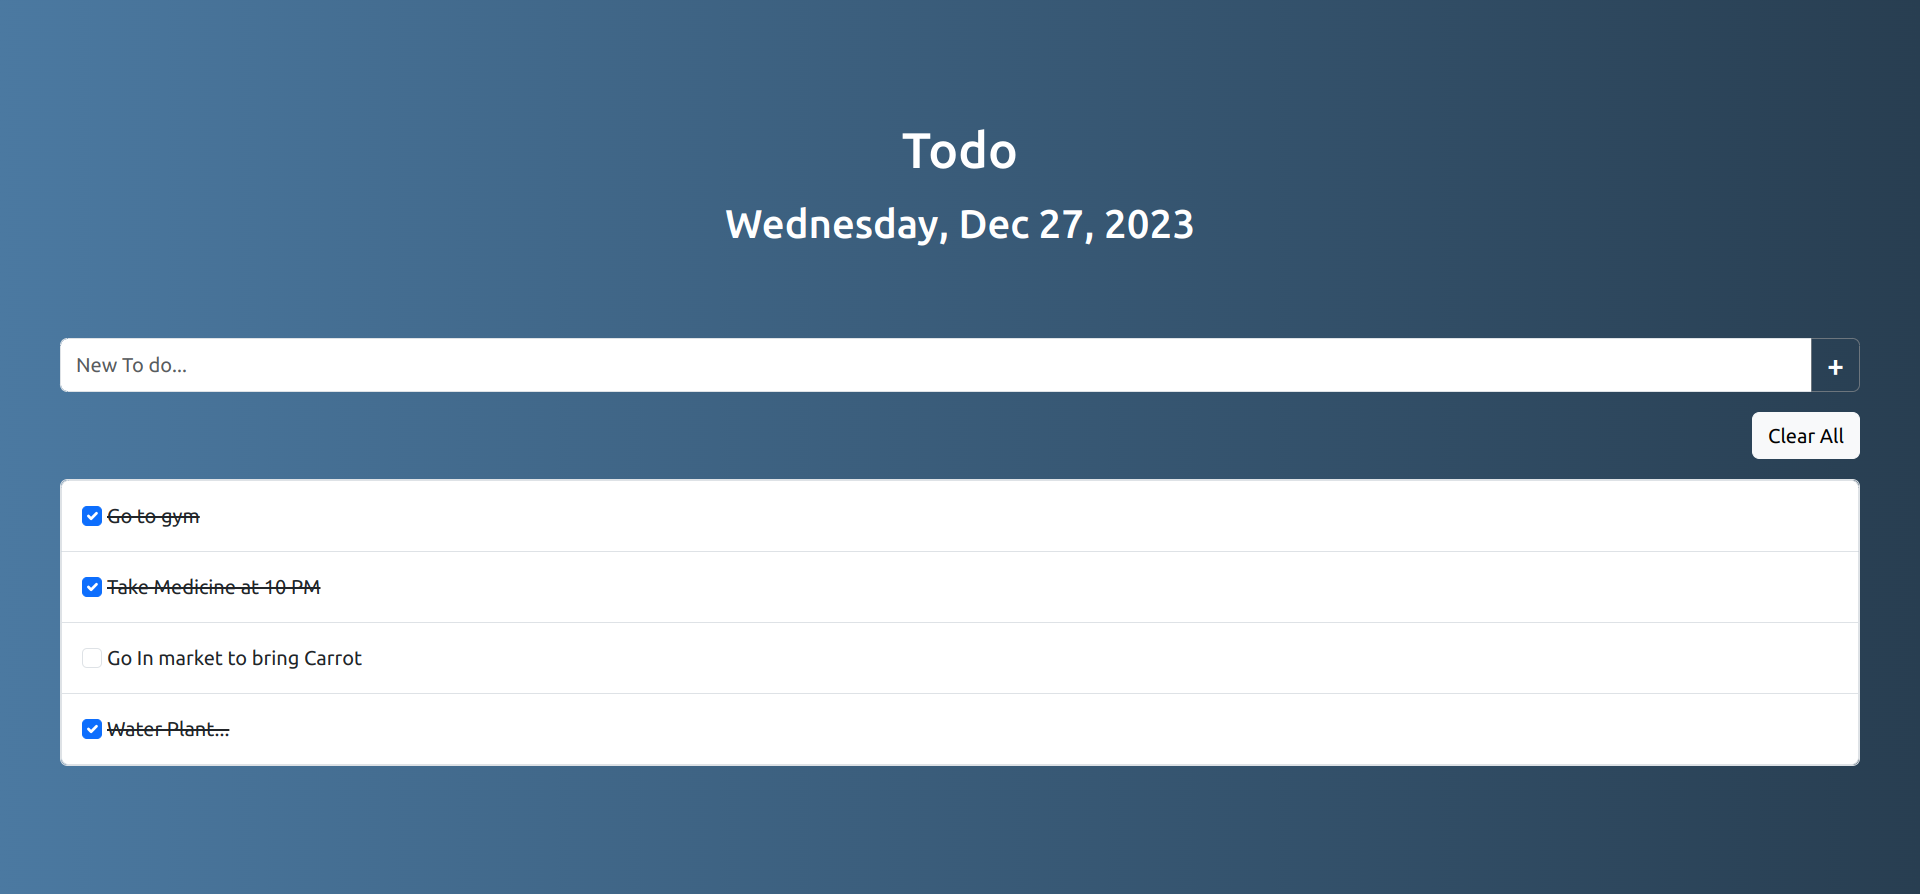 Todo
Wednesday, Dec 27, 2023
New To do...
+
Clear All
Go to gym
Take Medicine at 10 PM
Go In market to bring Carrot
Water Plant...